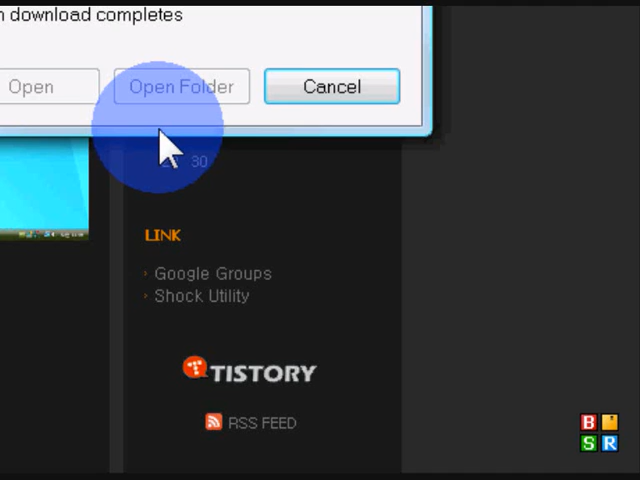 n download completes
Open
Open Folder
Cancel
30
LINK
Google Groups
Shock Utility
TISTORY
RSS FEED
B
S R